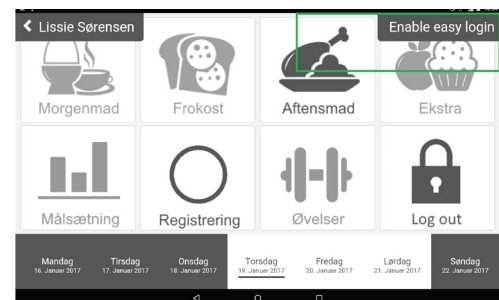 Lissie Sørensen
Enable easy login
Morgenmad
Frokost
Aftensmad
Ekstra
Målsætning
Registrering
Øvelser
Log out
Mandag
16. Januar 2017
Tirsdag
17. Januar 2017
Onsdag
18. Januar 2017
Torsdag
19. Januar 2017
Fredag
20. Januar 2017
Lørdag
21. Januar 2017
Søndag
22. Januar 2017